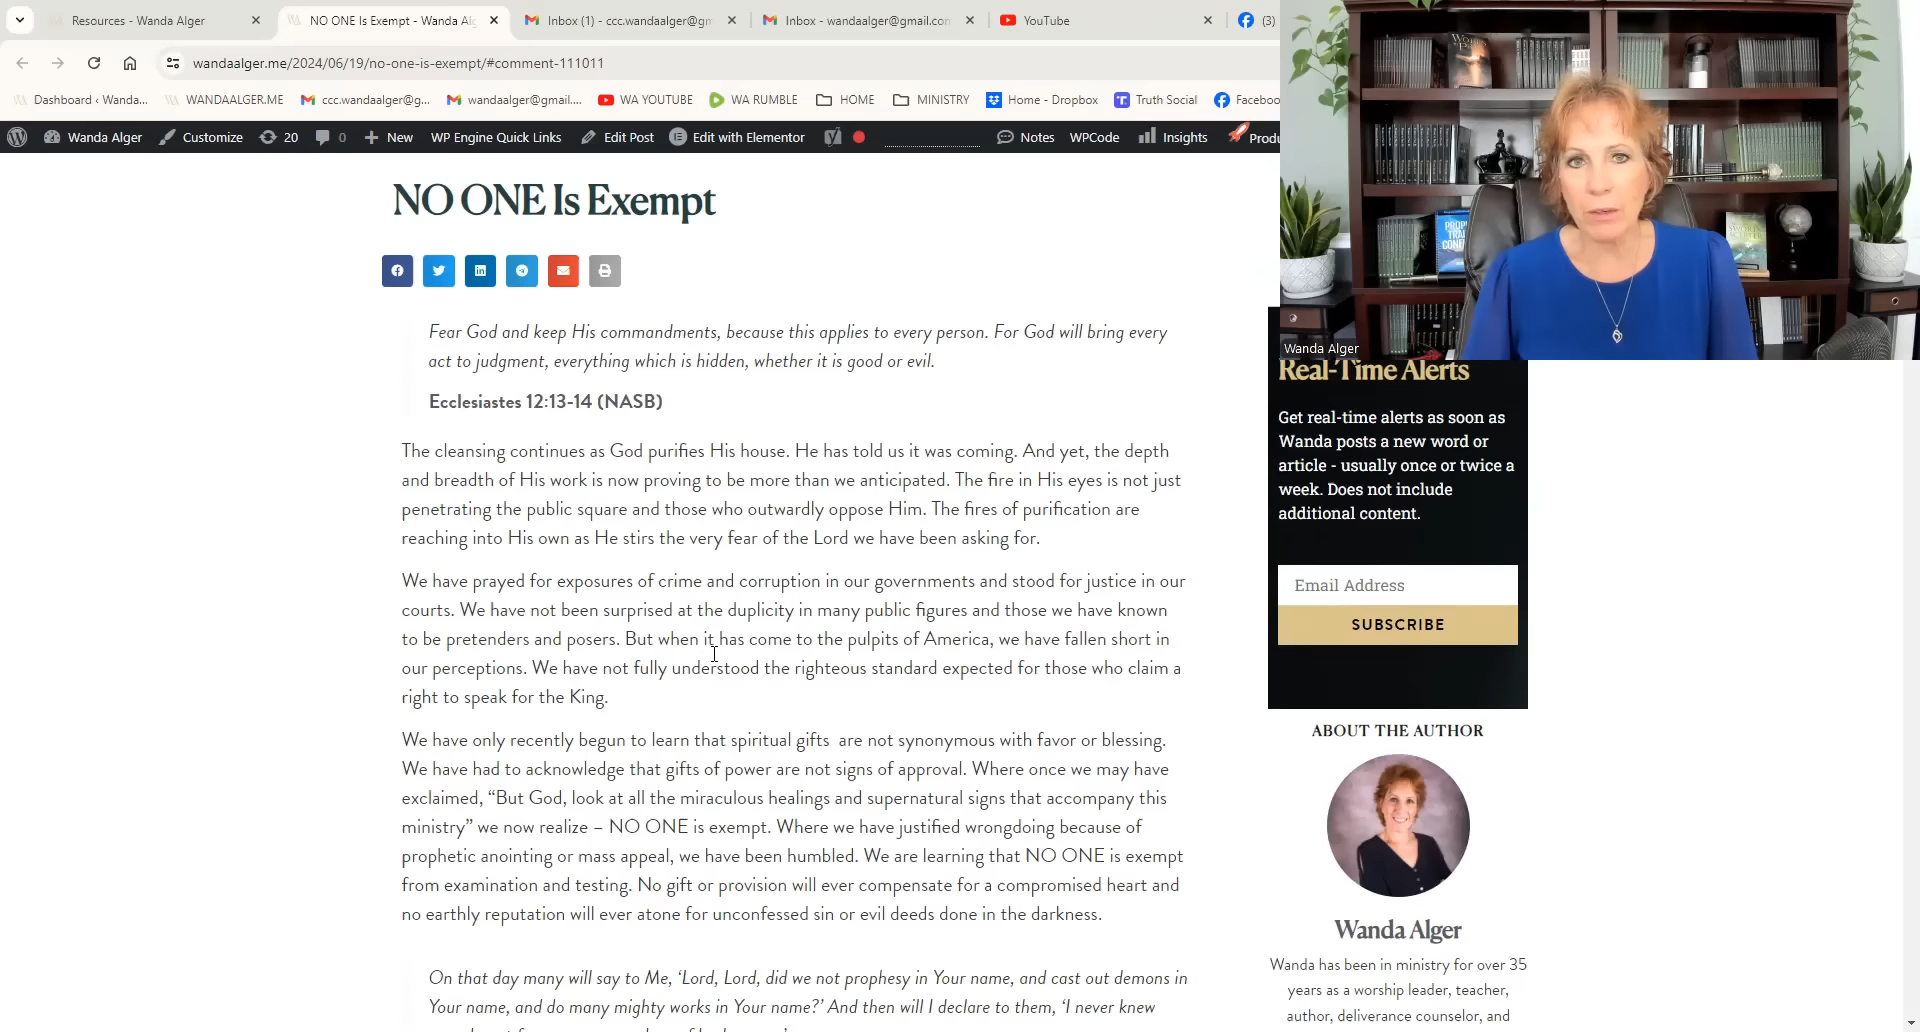 Resources - Wanda Alger
NO ONE Is Exempt - Wanda Alg
Inbox (1) - ccc.wandaalger@gm
Inbox - wandaalger@gmail.com
YouTube
(3)
wandaalger.me/2024/06/19/no-one-is-exempt/#comment-111011
Dashboard ‹ Wanda...
WANDAALGER.ME
ccc.wandaalger@g...
wandaalger@gmail....
WA YOUTUBE
WA RUMBLE
HOME
MINISTRY
Home - Dropbox
Truth Social
Faceboo
Wanda Alger
Customize
20
0
New
WP Engine Quick Links
Edit Post
Edit with Elementor
Notes
WPCode
Insights
Produ
NO ONE Is Exempt
Fear God and keep His commandments, because this applies to every person. For God will bring every
act to judgment, everything which is hidden, whether it is good or evil.
Ecclesiastes 12:13-14 (NASB)
The cleansing continues as God purifies His house. He has told us it was coming. And yet, the depth
and breadth of His work is now proving to be more than we anticipated. The fire in His eyes is not just
penetrating the public square and those who outwardly oppose Him. The fires of purification are
reaching into His own as He stirs the very fear of the Lord we have been asking for.
We have prayed for exposures of crime and corruption in our governments and stood for justice in our
courts. We have not been surprised at the duplicity in many public figures and those we have known
to be pretenders and posers. But when it has come to the pulpits of America, we have fallen short in
our perceptions. We have not fully understood the righteous standard expected for those who claim a
right to speak for the King.
We have only recently begun to learn that spiritual gifts are not synonymous with favor or blessing.
We have had to acknowledge that gifts of power are not signs of approval. Where once we may have
exclaimed, “But God, look at all the miraculous healings and supernatural signs that accompany this
ministry” we now realize – NO ONE is exempt. Where we have justified wrongdoing because of
prophetic anointing or mass appeal, we have been humbled. We are learning that NO ONE is exempt
from examination and testing. No gift or provision will ever compensate for a compromised heart and
no earthly reputation will ever atone for unconfessed sin or evil deeds done in the darkness.
On that day many will say to Me, ‘Lord, Lord, did we not prophesy in Your name, and cast out demons in
Your name, and do many mighty works in Your name?’ And then will I declare to them, ‘I never knew
Wanda Alger
Real-Time Alerts
Get real-time alerts as soon as
Wanda posts a new word or
article - usually once or twice a
week. Does not include
additional content.
Email Address
SUBSCRIBE
ABOUT THE AUTHOR
Wanda Alger
Wanda has been in ministry for over 35
years as a worship leader, teacher,
author, deliverance counselor, and